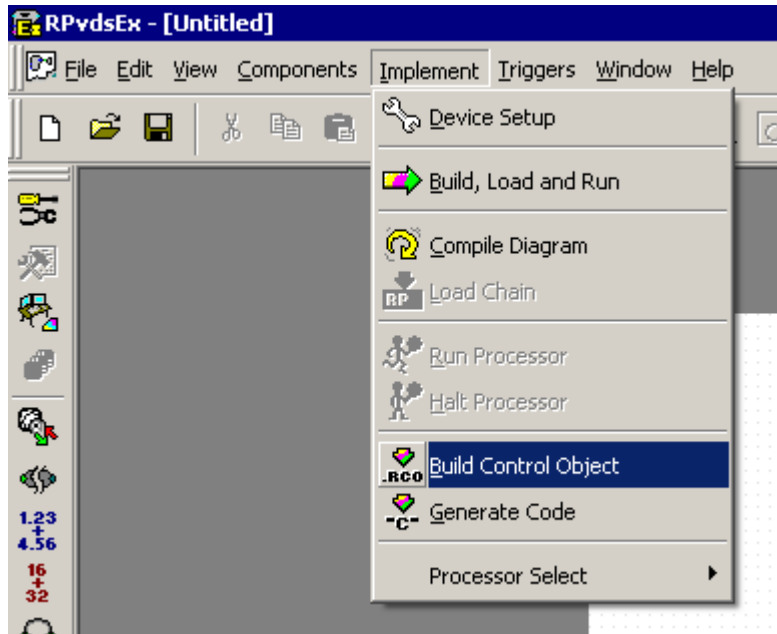 RPvdsEx - [Untitled]
File Edit View Components Implement Triggers Window Help
Device Setup
Build, Load and Run
Compile Diagram
RP Load Chain
Run Processor
Halt Processor
.RCO Build Control Object
"C" Generate Code
Processor Select
1.23
+
4.56
16
+
32